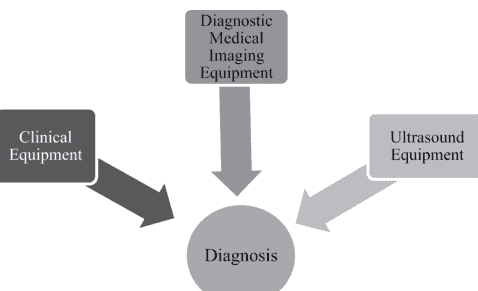 Diagnostic
Medical
Imaging
Equipment
Clinical
Equipment
Ultrasound
Equipment
Diagnosis